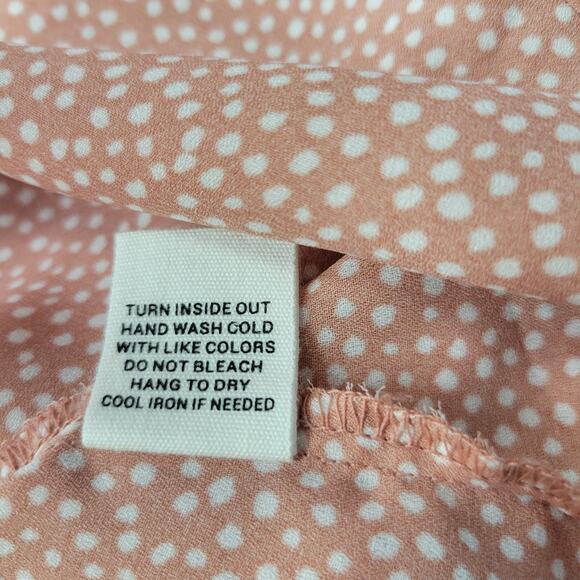 TURN INSIDE OUT
HAND WASH COLD
WITH LIKE COLORS
DO NOT BLEACH
HANG TO DRY
COOL IRON IF NEEDED